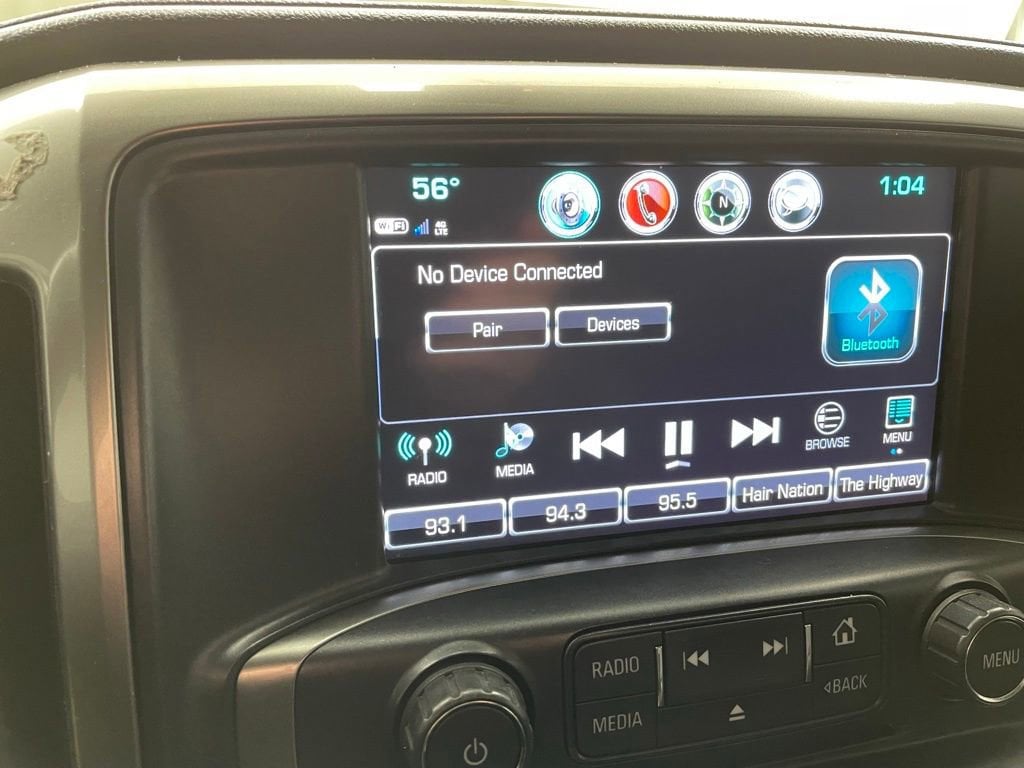 56°
N
1:04
WiFi
4G
LTE
No Device Connected
Pair
Devices
Bluetooth
RADIO
MEDIA
BROWSE
MENU
93.1
94.3
95.5
Hair Nation
The Highway
RADIO
MEDIA
BACK
MENU